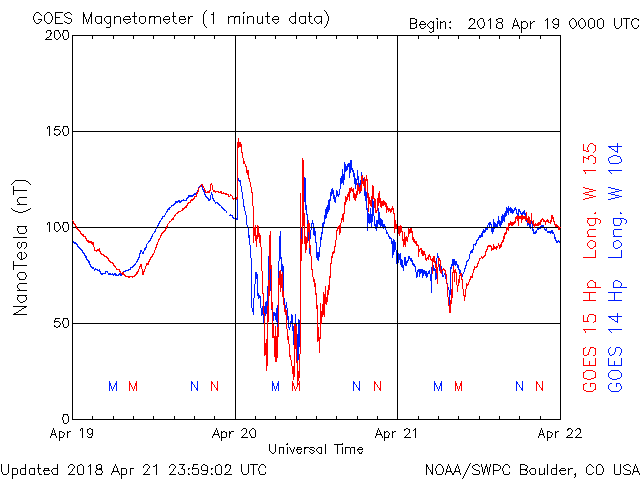 GOES Magnetometer (1 minute data)
Begin: 2018 Apr 19 0000 UTC
200
150
100
50
0
NanoTesla (nT)
M M N N M M N N M M N N
Apr 19 Apr 20 Apr 21 Apr 22
Universal Time
GOES 15 Hp Long. W 135
GOES 14 Hp Long. W 104
Updated 2018 Apr 21 23:59:02 UTC
NOAA/SWPC Boulder, CO USA